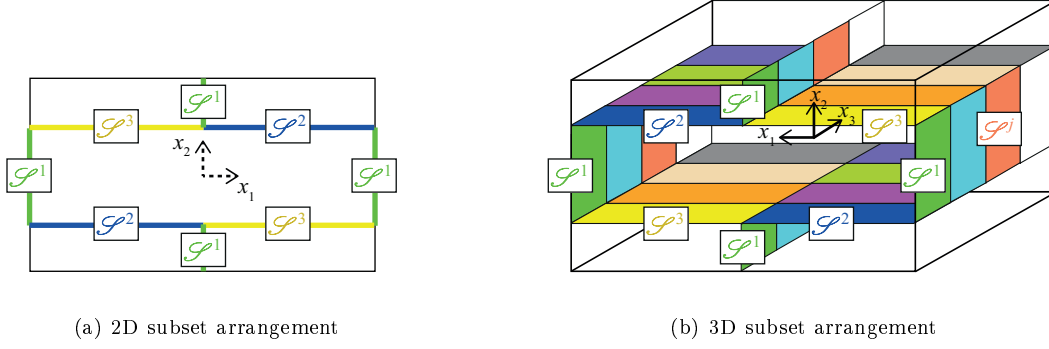 𝒮¹
𝒮³
𝒮²
x₂
𝒮¹
x₁
𝒮¹
𝒮²
𝒮³
𝒮¹
(a) 2D subset arrangement
𝒮¹
x₂
x₃
𝒮²
x₁
𝒮³
𝒮ʲ
𝒮¹
𝒮¹
𝒮³
𝒮²
𝒮¹
(b) 3D subset arrangement